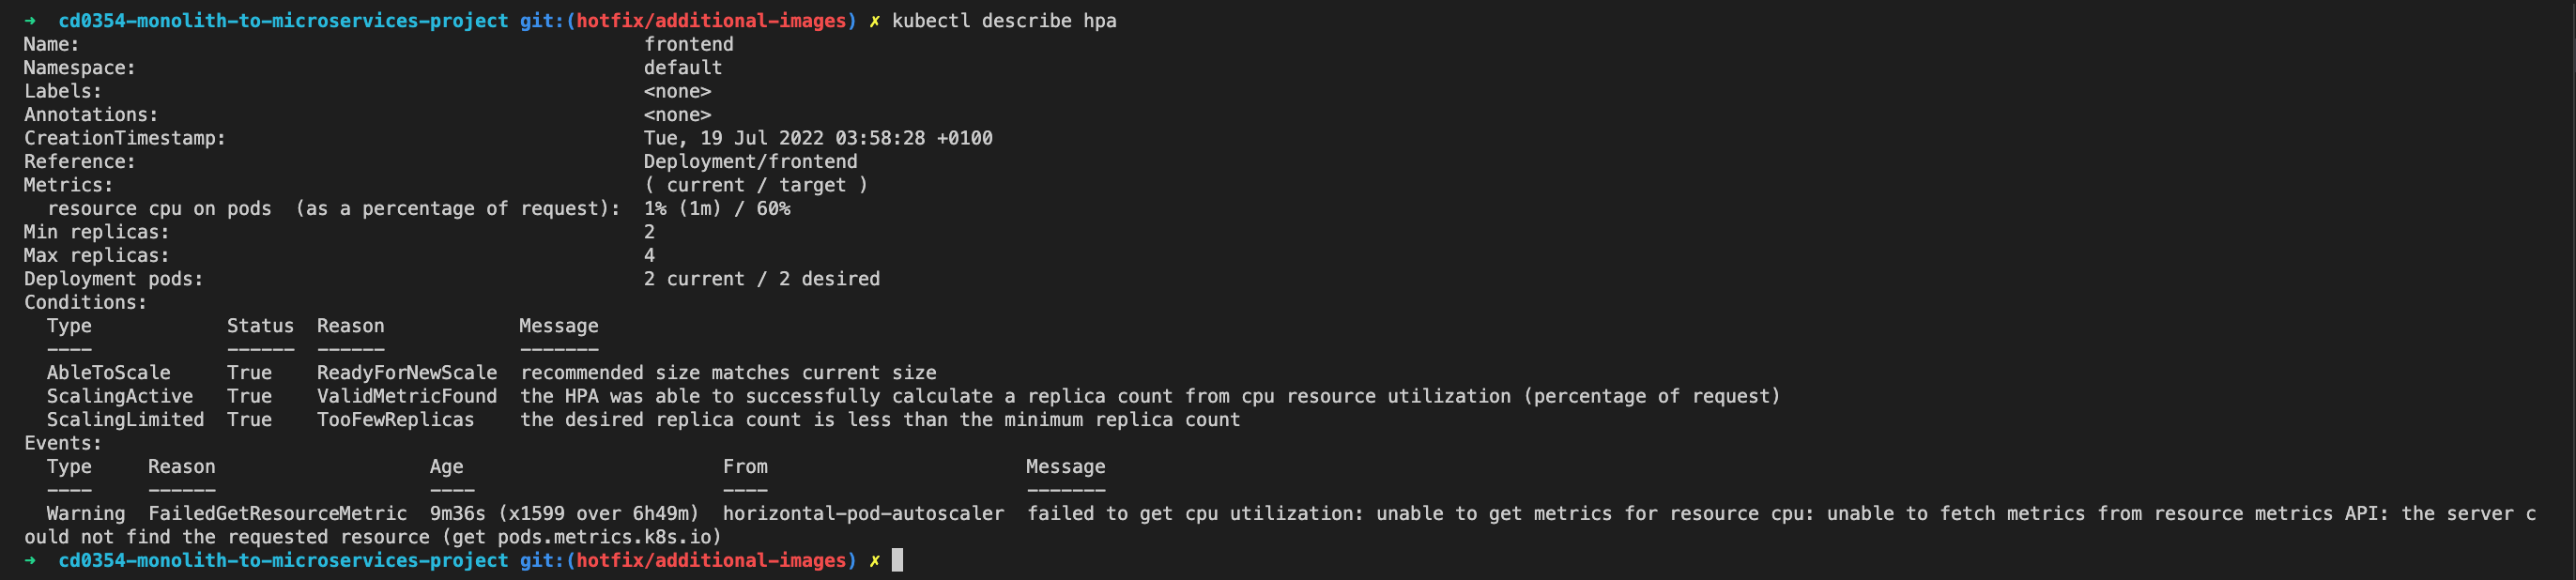 ➜  cd0354-monolith-to-microservices-project git:(hotfix/additional-images) ✗ kubectl describe hpa
Name:                                                  frontend
Namespace:                                             default
Labels:                                                <none>
Annotations:                                           <none>
CreationTimestamp:                                     Tue, 19 Jul 2022 03:58:28 +0100
Reference:                                             Deployment/frontend
Metrics:                                               ( current / target )
  resource cpu on pods  (as a percentage of request):  1% (1m) / 60%
Min replicas:                                          2
Max replicas:                                          4
Deployment pods:                                       2 current / 2 desired
Conditions:
  Type            Status  Reason            Message
  ----            ------  ------            -------
  AbleToScale     True    ReadyForNewScale  recommended size matches current size
  ScalingActive   True    ValidMetricFound  the HPA was able to successfully calculate a replica count from cpu resource utilization (percentage of request)
  ScalingLimited  True    TooFewReplicas    the desired replica count is less than the minimum replica count
Events:
  Type     Reason                   Age                       From                       Message
  ----     ------                   ----                      ----                       -------
  Warning  FailedGetResourceMetric  9m36s (x1599 over 6h49m)  horizontal-pod-autoscaler  failed to get cpu utilization: unable to get metrics for resource cpu: unable to fetch metrics from resource metrics API: the server c
ould not find the requested resource (get pods.metrics.k8s.io)
➜  cd0354-monolith-to-microservices-project git:(hotfix/additional-images) ✗